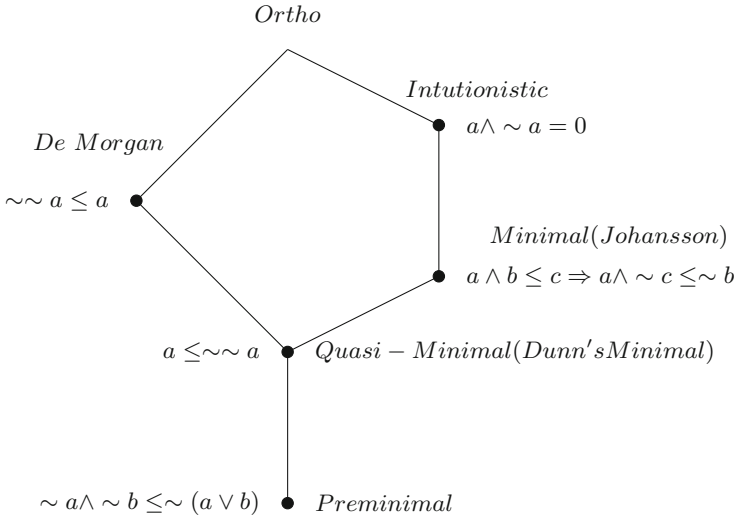 Ortho
Intutionistic
a∧ ∼ a = 0
De Morgan
∼∼ a ≤ a
Minimal(Johansson)
a ∧ b ≤ c ⇒ a∧ ∼ c ≤∼ b
a ≤∼∼ a
Quasi − Minimal(Dunn′sMinimal)
∼ a∧ ∼ b ≤∼ (a ∨ b)
Preminimal